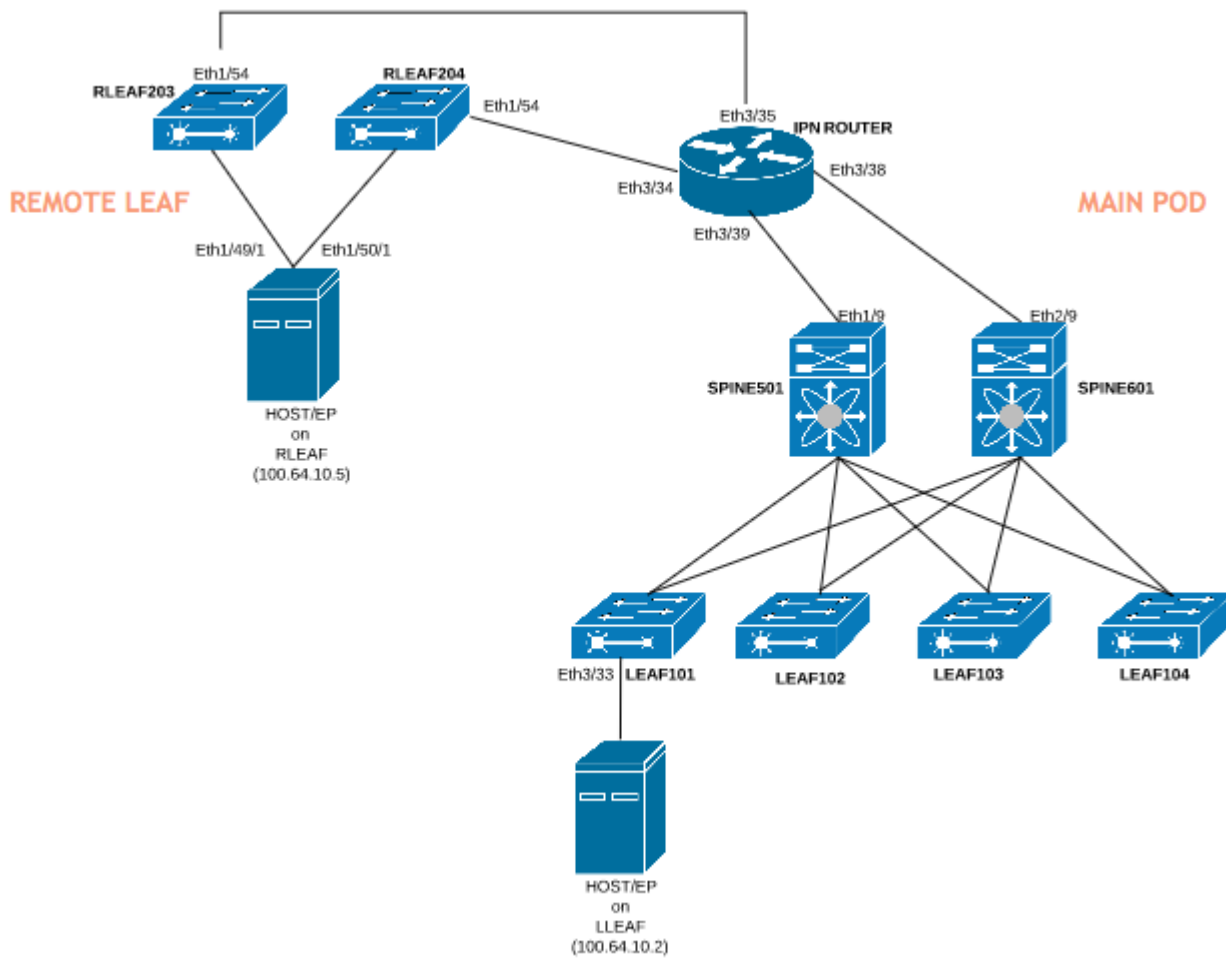 Eth1/54
RLEAF203
RLEAF204
Eth1/54
Eth3/35
IPN ROUTER
Eth3/34
Eth3/38
REMOTE LEAF
MAIN POD
Eth3/39
Eth1/49/1
Eth1/50/1
Eth1/9
Eth2/9
SPINE501
SPINE601
HOST/EP
on
RLEAF
(100.64.10.5)
Eth3/33
LEAF101
LEAF102
LEAF103
LEAF104
HOST/EP
on
LLEAF
(100.64.10.2)